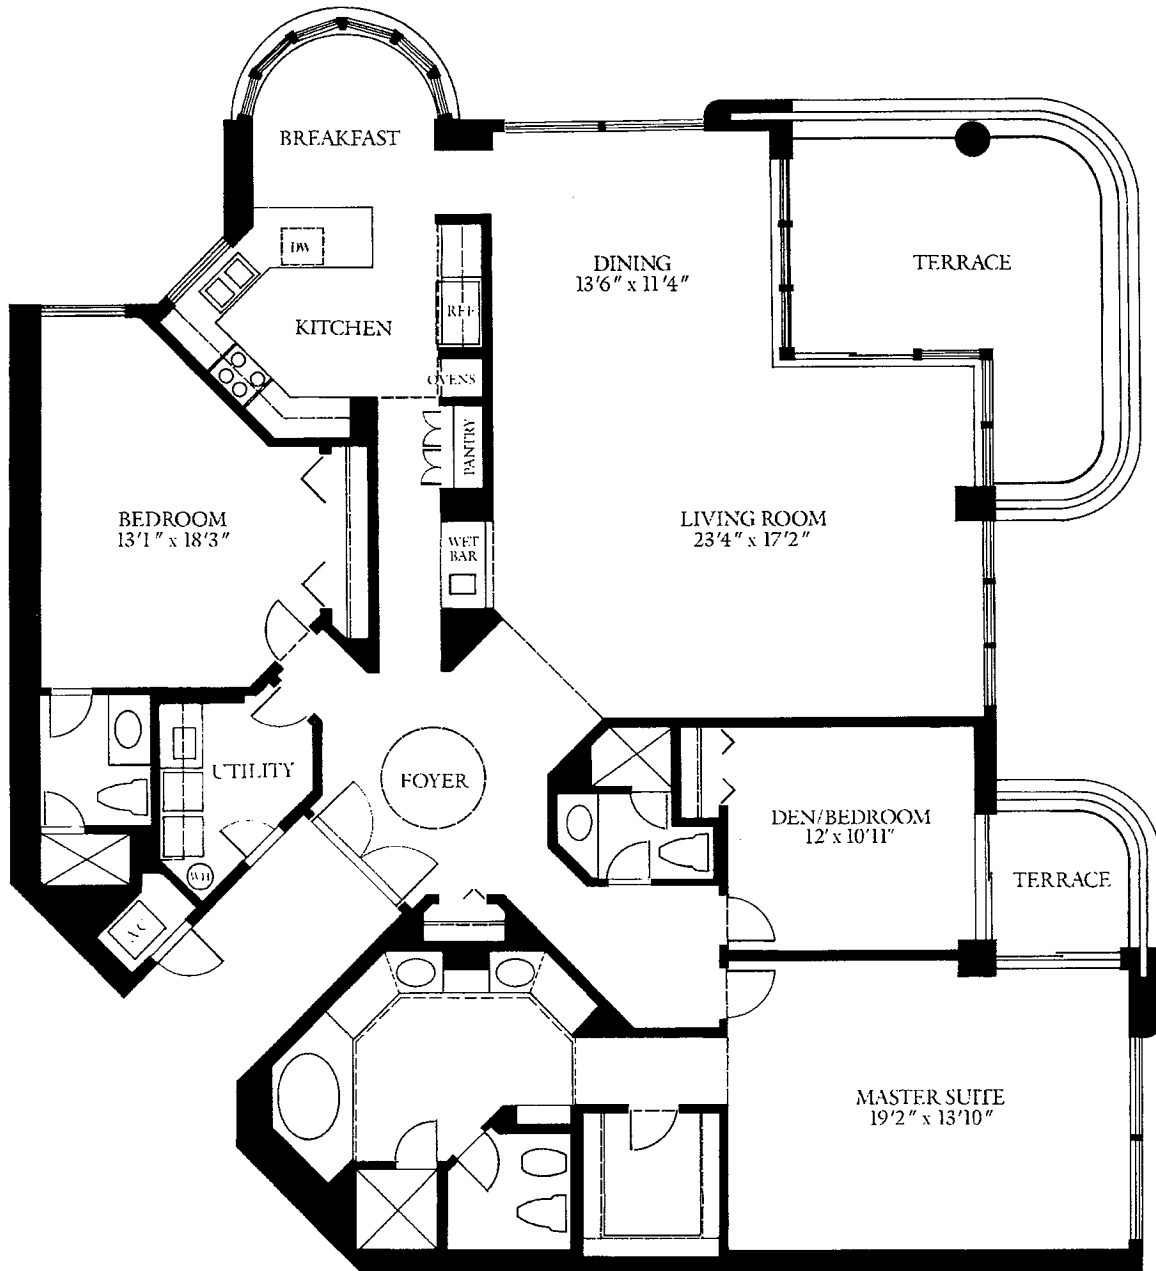 BREAKFAST
DW
DINING
13'6" x 11'4"
TERRACE
REF
KITCHEN
OVENS
PANTRY
BEDROOM
13'1" x 18'3"
LIVING ROOM
23'4" x 17'2"
WET
BAR
UTILITY
FOYER
DEN/BEDROOM
12' x 10'11"
WH
TERRACE
AC
MASTER SUITE
19'2" x 13'10"